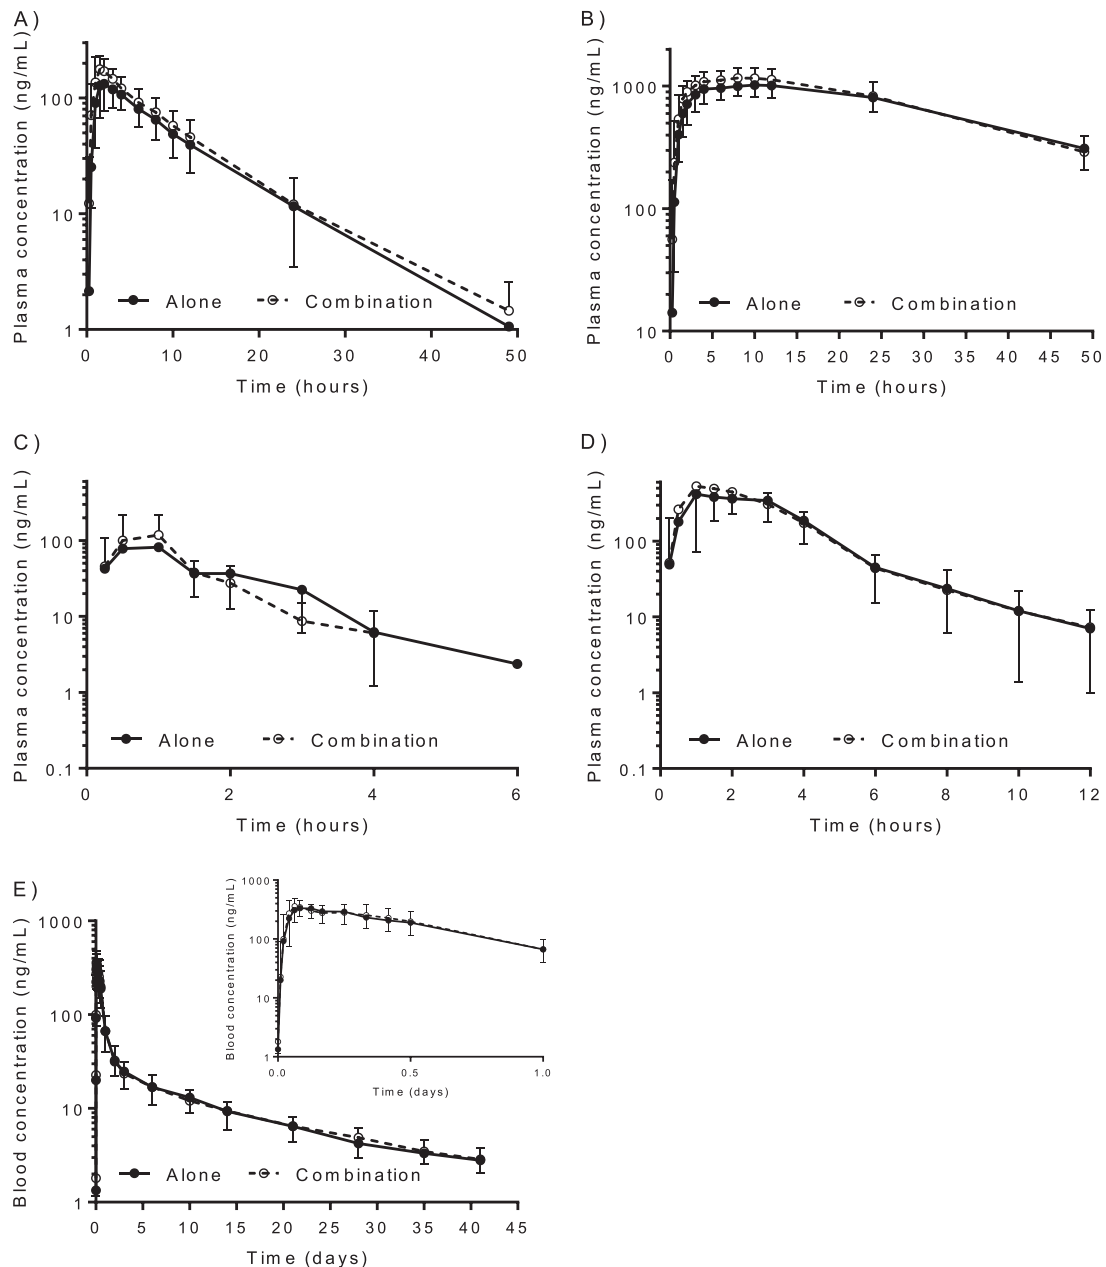 A)
Plasma concentration (ng/mL)
100
10
1
0 10 20 30 40 50
Time (hours)
Alone Combination
B)
Plasma concentration (ng/mL)
1000
100
10
0 5 10 15 20 25 30 35 40 45 50
Time (hours)
Alone Combination
C)
Plasma concentration (ng/mL)
100
10
1
0.1
0 2 4 6
Time (hours)
Alone Combination
D)
Plasma concentration (ng/mL)
100
10
1
0.1
0 2 4 6 8 10 12
Time (hours)
Alone Combination
E)
Blood concentration (ng/mL)
1000
100
10
1
0 5 10 15 20 25 30 35 40 45
Time (days)
Alone Combination
Blood concentration (ng/mL)
1000
100
10
1
0.0 0.5 1.0
Time (days)